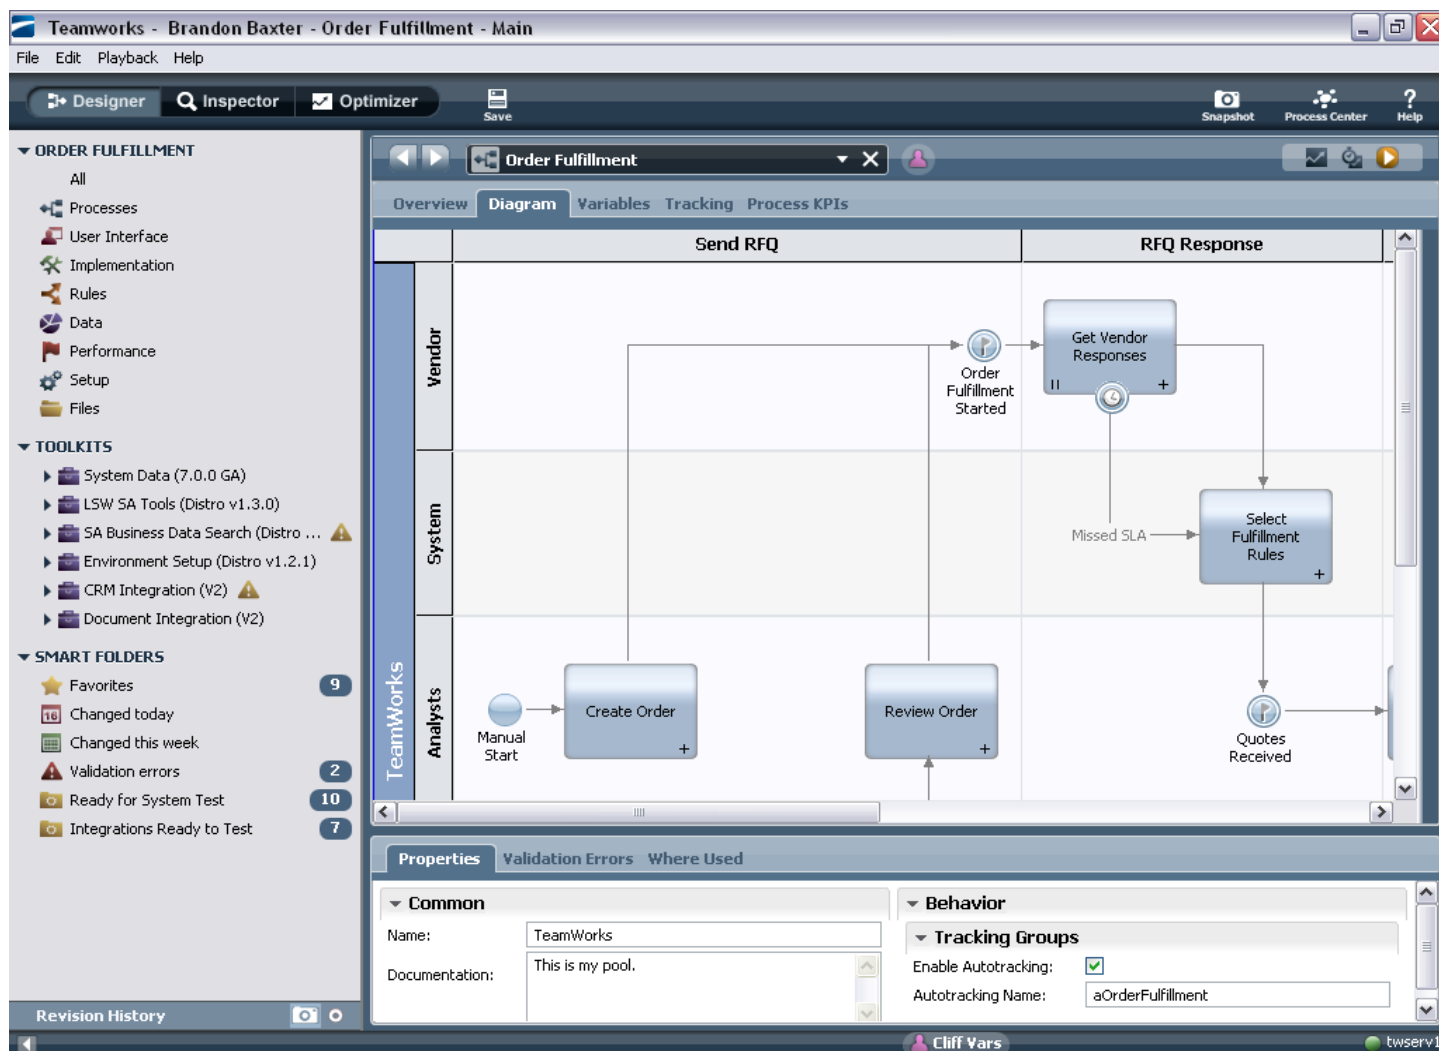 Teamworks - Brandon Baxter - Order Fulfillment - Main
File Edit Playback Help
Designer Inspector Optimizer Save Snapshot Process Center Help
ORDER FULFILLMENT
All
Processes
User Interface
Implementation
Rules
Data
Performance
Setup
Files
TOOLKITS
System Data (7.0.0 GA)
LSW SA Tools (Distro v1.3.0)
SA Business Data Search (Distro ...
Environment Setup (Distro v1.2.1)
CRM Integration (V2)
Document Integration (V2)
SMART FOLDERS
Favorites 9
16 Changed today
Changed this week
Validation errors 2
Ready for System Test 10
Integrations Ready to Test 7
Revision History
Order Fulfillment
Overview Diagram Variables Tracking Process KPIs
Send RFQ RFQ Response
TeamWorks
Vendor
System
Analysts
Order
Fulfillment
Started
Get Vendor
Responses
Missed SLA
Select
Fulfillment
Rules
Manual
Start
Create Order
Review Order
Quotes
Received
Properties Validation Errors Where Used
Common
Name: TeamWorks
Documentation: This is my pool.
Behavior
Tracking Groups
Enable Autotracking:
Autotracking Name: aOrderFulfillment
Cliff Vars
twserv1